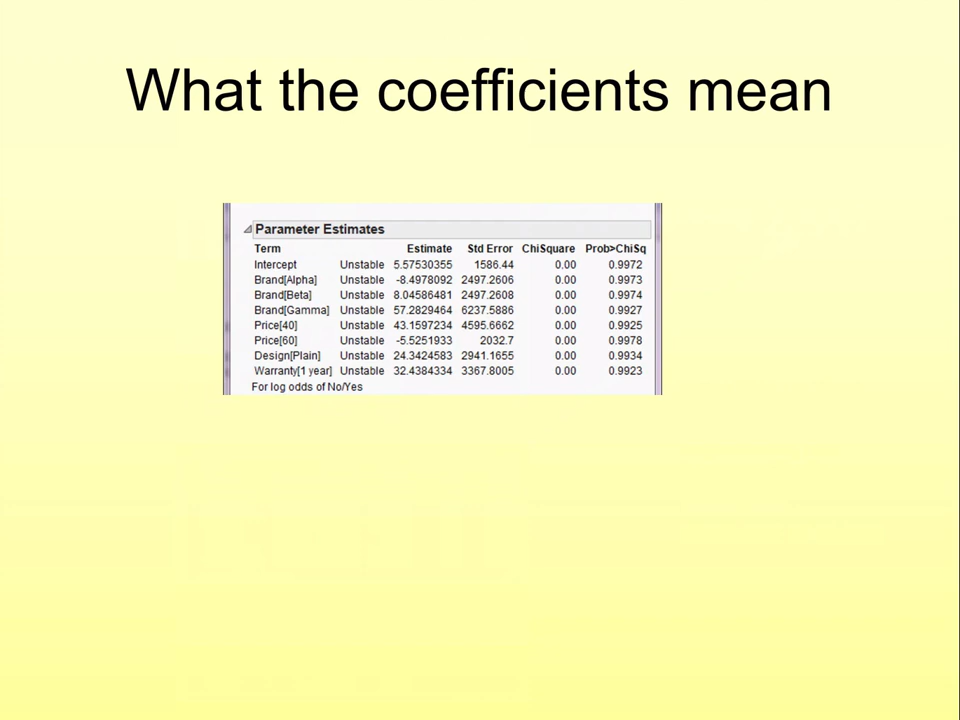 What the coefficients mean
Parameter Estimates
Term Estimate Std Error ChiSquare Prob>ChiSq
Intercept Unstable 5.57530355 1586.44 0.00 0.9972
Brand[Alpha] Unstable -8.4978092 2497.2606 0.00 0.9973
Brand[Beta] Unstable 8.04586481 2497.2608 0.00 0.9974
Brand[Gamma] Unstable 57.2829464 6237.5886 0.00 0.9927
Price[40] Unstable 43.1597234 4595.6662 0.00 0.9925
Price[60] Unstable -5.5251933 2032.7 0.00 0.9978
Design[Plain] Unstable 24.3424583 2941.1655 0.00 0.9934
Warranty[1 year] Unstable 32.4384334 3367.8005 0.00 0.9923
For log odds of No/Yes